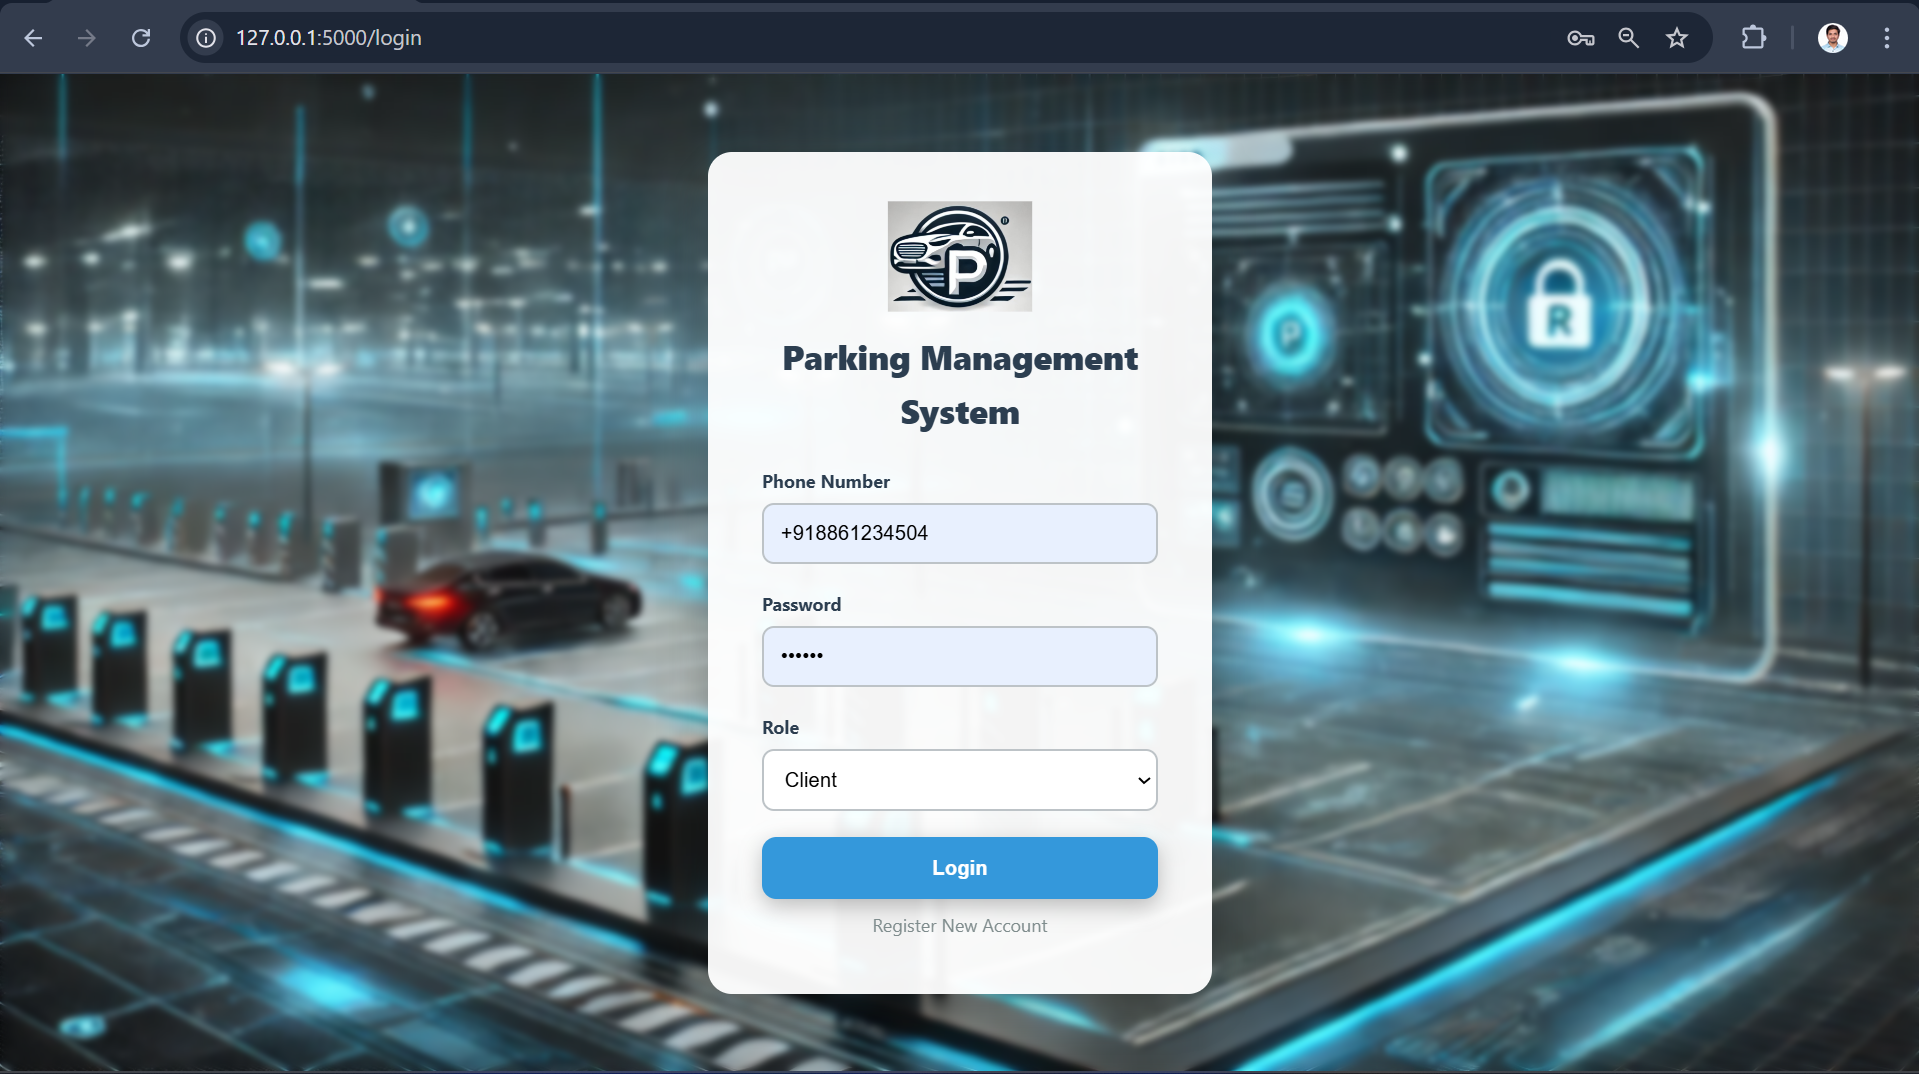 127.0.0.1:5000/login
P
Parking Management
System
Phone Number
+918861234504
Password
••••••
Role
Client
Login
Register New Account
P
R